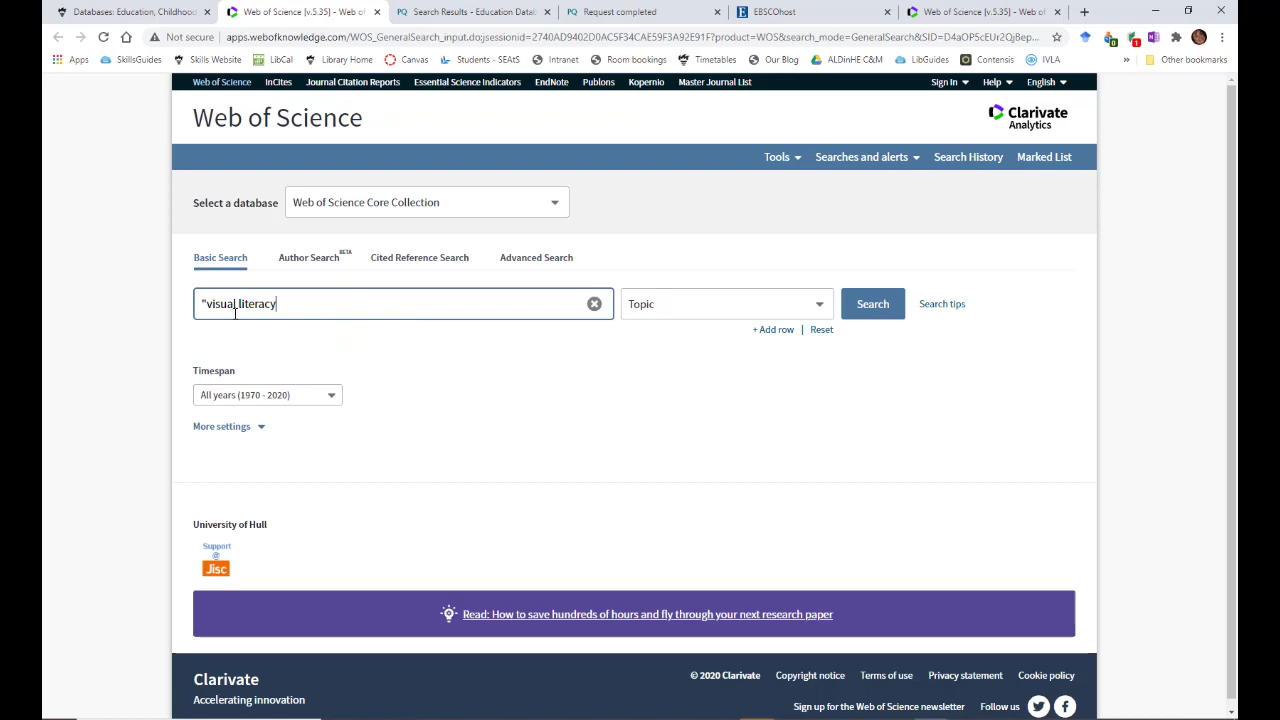 Databases: Education, Childhood
Web of Science [v.5.35] - Web of
Search Results - Education Datab
Request completed
EBSCOhost
Web of Science [v.5.35] - Web of
Not secure
apps.webofknowledge.com/WOS_GeneralSearch_input.do;jsessionid=2740AD9402D0AC5F34CAE59F3A92E91F?product=WOS&search_mode=GeneralSearch&SID=D4aOP5cEUr2QjBep...
Apps SkillsGuides Skills Website LibCal Library Home Canvas Students - SEAtS Intranet Room bookings Timetables Our Blog ALDinHE C&M LibGuides Contensis IVLA » Other bookmarks
Web of Science InCites Journal Citation Reports Essential Science Indicators EndNote Publons Kopernio Master Journal List Sign In Help English
Web of Science
Clarivate
Analytics
Tools Searches and alerts Search History Marked List
Select a database Web of Science Core Collection
Basic Search Author Search BETA Cited Reference Search Advanced Search
"visual literacy Topic Search Search tips
+ Add row | Reset
Timespan
All years (1970 - 2020)
More settings
University of Hull
Support
@
Jisc
Read: How to save hundreds of hours and fly through your next research paper
Clarivate
Accelerating innovation
© 2020 Clarivate Copyright notice Terms of use Privacy statement Cookie policy
Sign up for the Web of Science newsletter Follow us